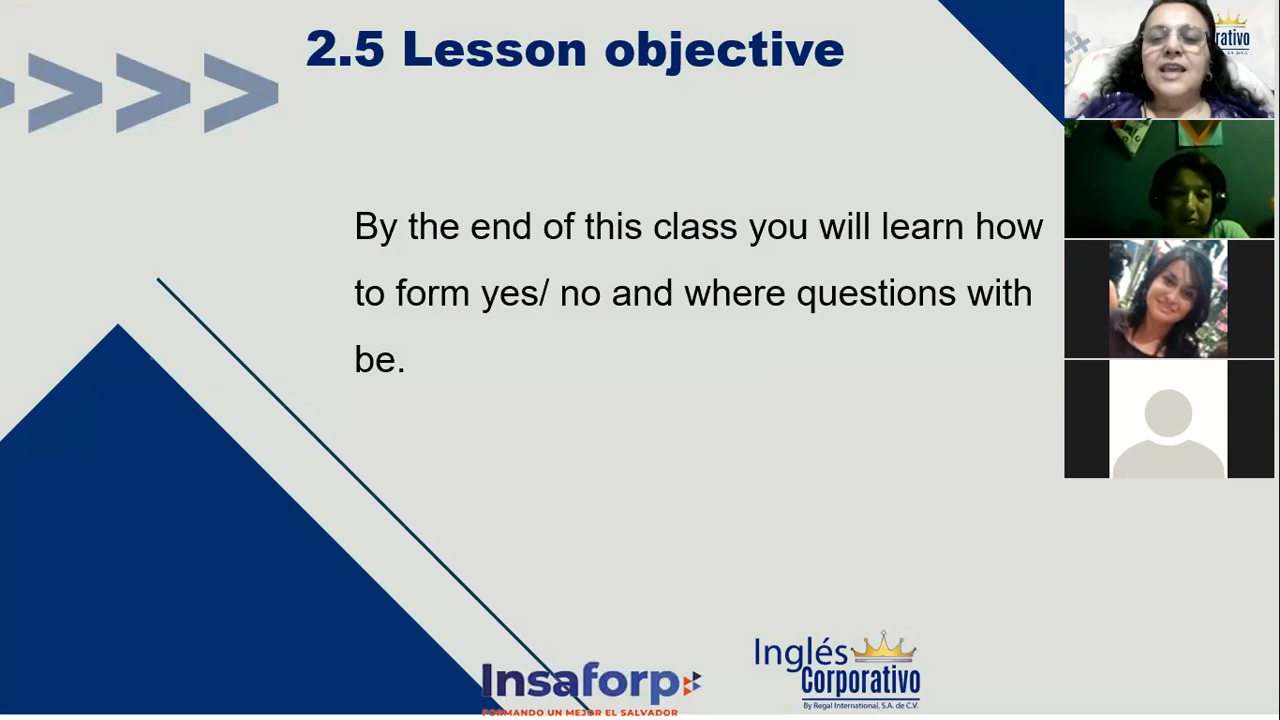 2.5 Lesson objective
By the end of this class you will learn how
to form yes/ no and where questions with
be.
Insaforp
FORMANDO UN MEJOR EL SALVADOR
Inglés
Corporativo
By Regal International, S.A. de C.V.
rativo